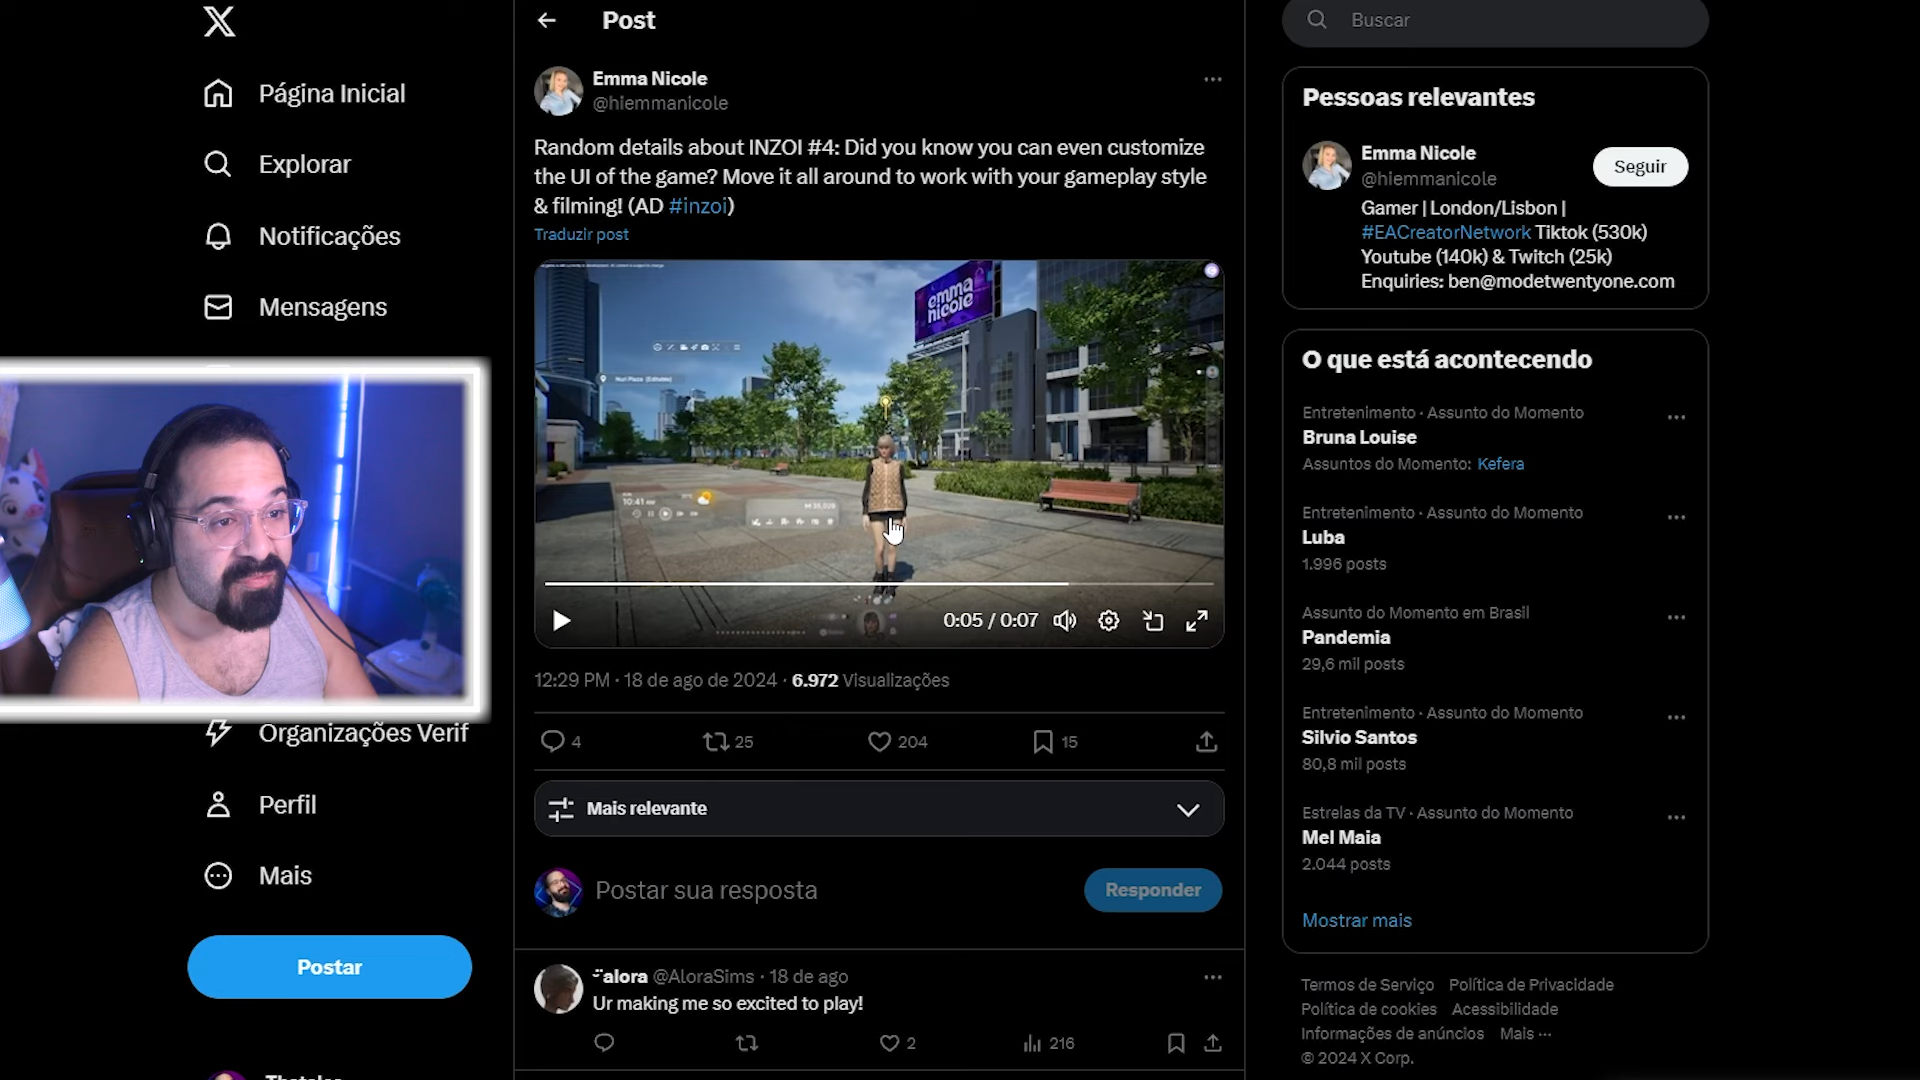 Página Inicial
Explorar
Notificações
Mensagens
Organizações Verif
Perfil
Mais
Postar
Post
Emma Nicole
@hiemmanicole
Random details about INZOI #4: Did you know you can even customize
the UI of the game? Move it all around to work with your gameplay style
& filming! (AD #inzoi)
Traduzir post
emma
nicole
Nuri Plaza (Editable)
10:41
0:05 / 0:07
12:29 PM · 18 de ago de 2024 · 6.972 Visualizações
4
25
204
15
Mais relevante
Postar sua resposta
Responder
alora @AloraSims · 18 de ago
Ur making me so excited to play!
2
216
Buscar
Pessoas relevantes
Emma Nicole
@hiemmanicole
Seguir
Gamer | London/Lisbon |
#EACreatorNetwork Tiktok (530k)
Youtube (140k) & Twitch (25k)
Enquiries: ben@modetwentyone.com
O que está acontecendo
Entretenimento · Assunto do Momento
Bruna Louise
Assuntos do Momento: Kefera
Entretenimento · Assunto do Momento
Luba
1.996 posts
Assunto do Momento em Brasil
Pandemia
29,6 mil posts
Entretenimento · Assunto do Momento
Silvio Santos
80,8 mil posts
Estrelas da TV · Assunto do Momento
Mel Maia
2.044 posts
Mostrar mais
Termos de Serviço Política de Privacidade
Política de cookies Acessibilidade
Informações de anúncios Mais ···
© 2024 X Corp.